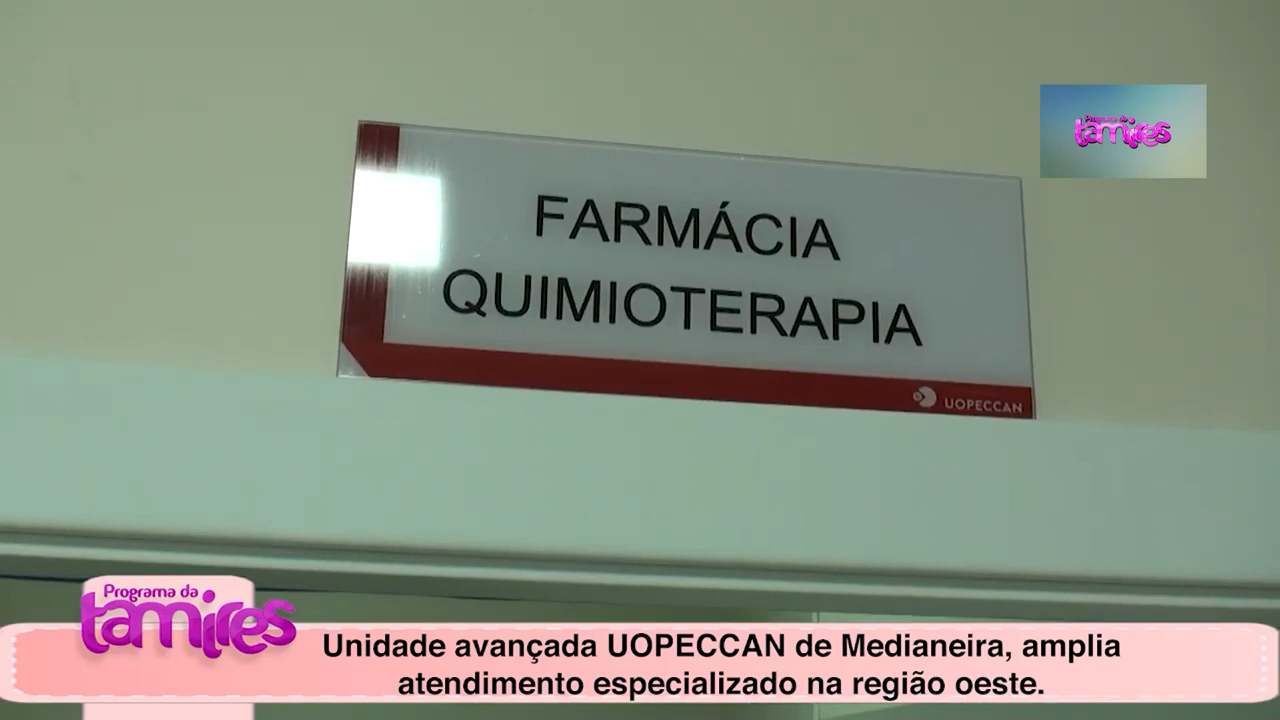 Programa da
tamires
FARMÁCIA
QUIMIOTERAPIA
UOPECCAN
Programa da
tamires
Unidade avançada UOPECCAN de Medianeira, amplia
atendimento especializado na região oeste.